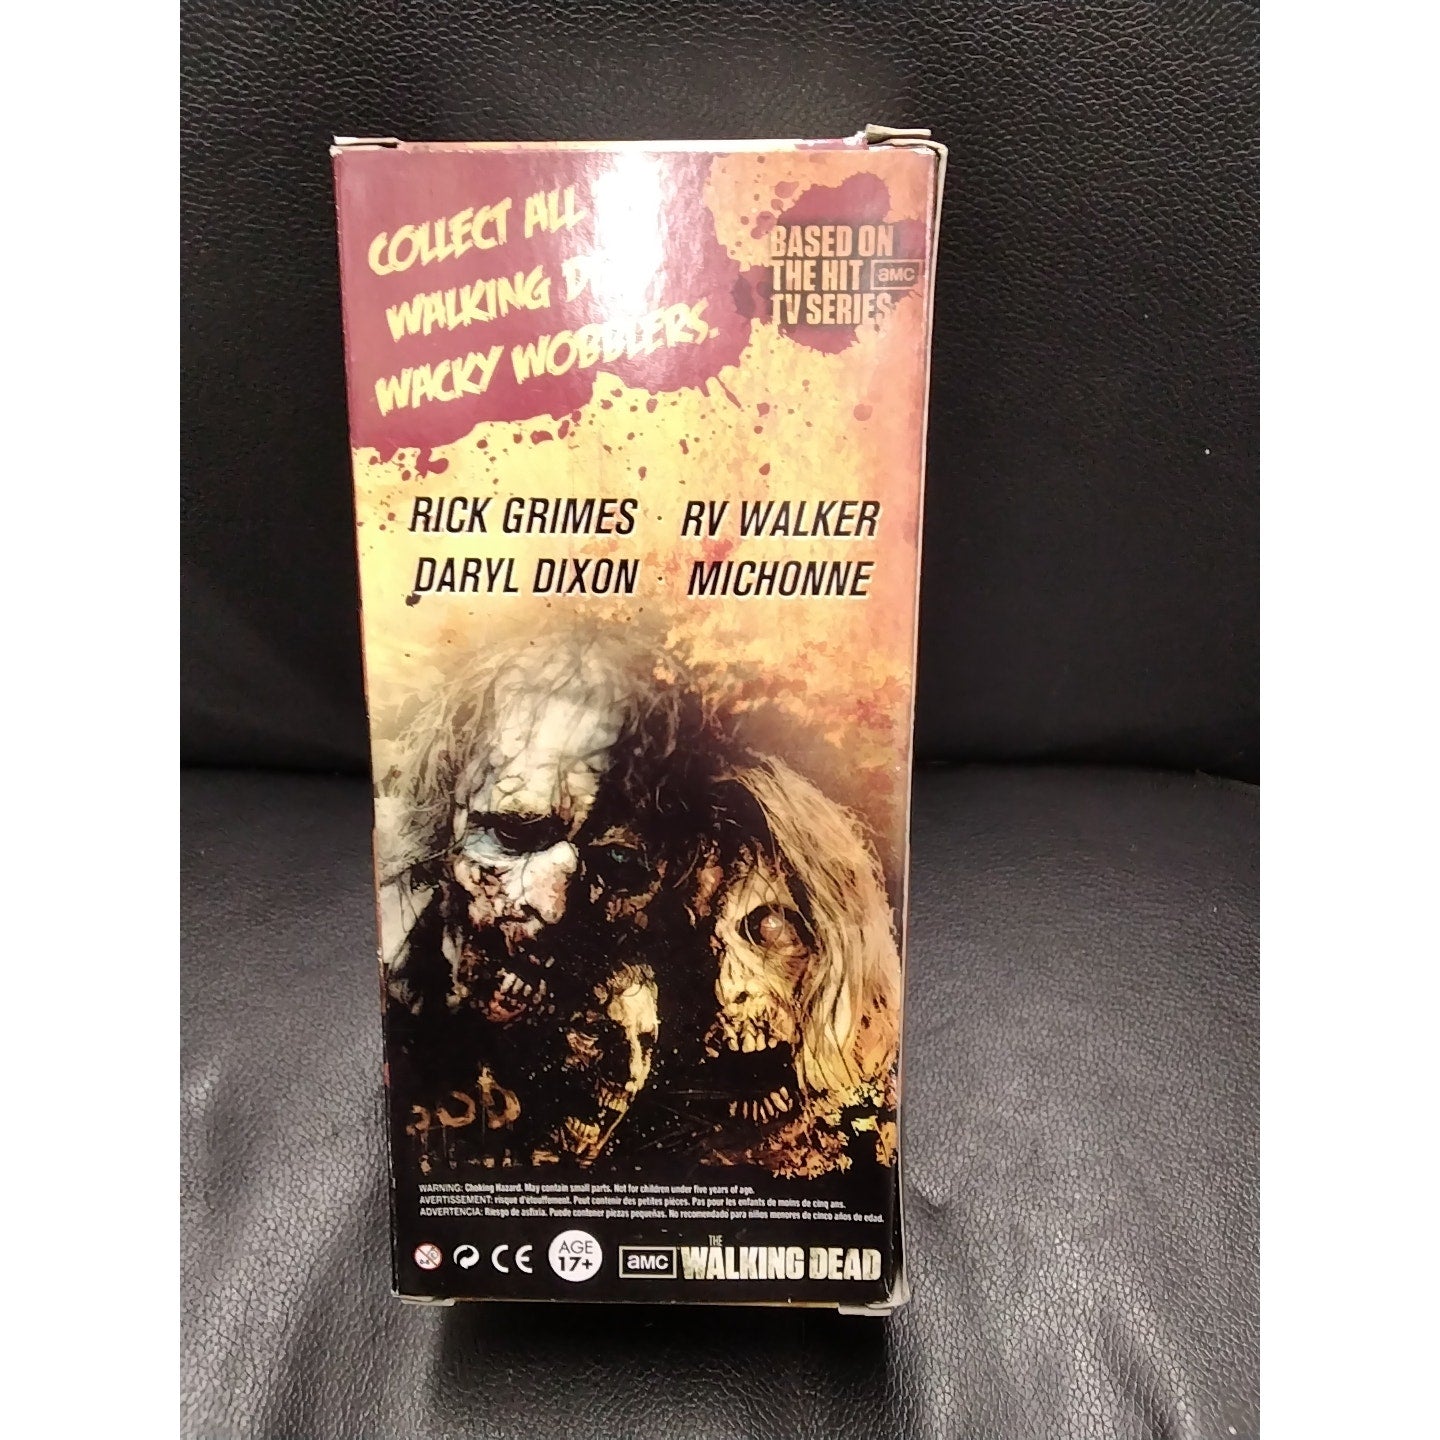 COLLECT ALL
WALKING
WACKY WOBBLERS.
BASED ON
THE HIT aMC
TV SERIES
RICK GRIMES · RV WALKER
DARYL DIXON · MICHONNE
WARNING: Choking Hazard. May contain small parts. Not for children under five years of age.
AVERTISSEMENT: risque d'étouffement. Peut contenir des petites pièces. Pas pour les enfants de moins de cinq ans.
ADVERTENCIA: Riesgo de asfixia. Puede contener piezas pequeñas. No recomendado para niños menores de cinco años de edad.
CE
AGE
17+
aMC
THE
WALKING DEAD